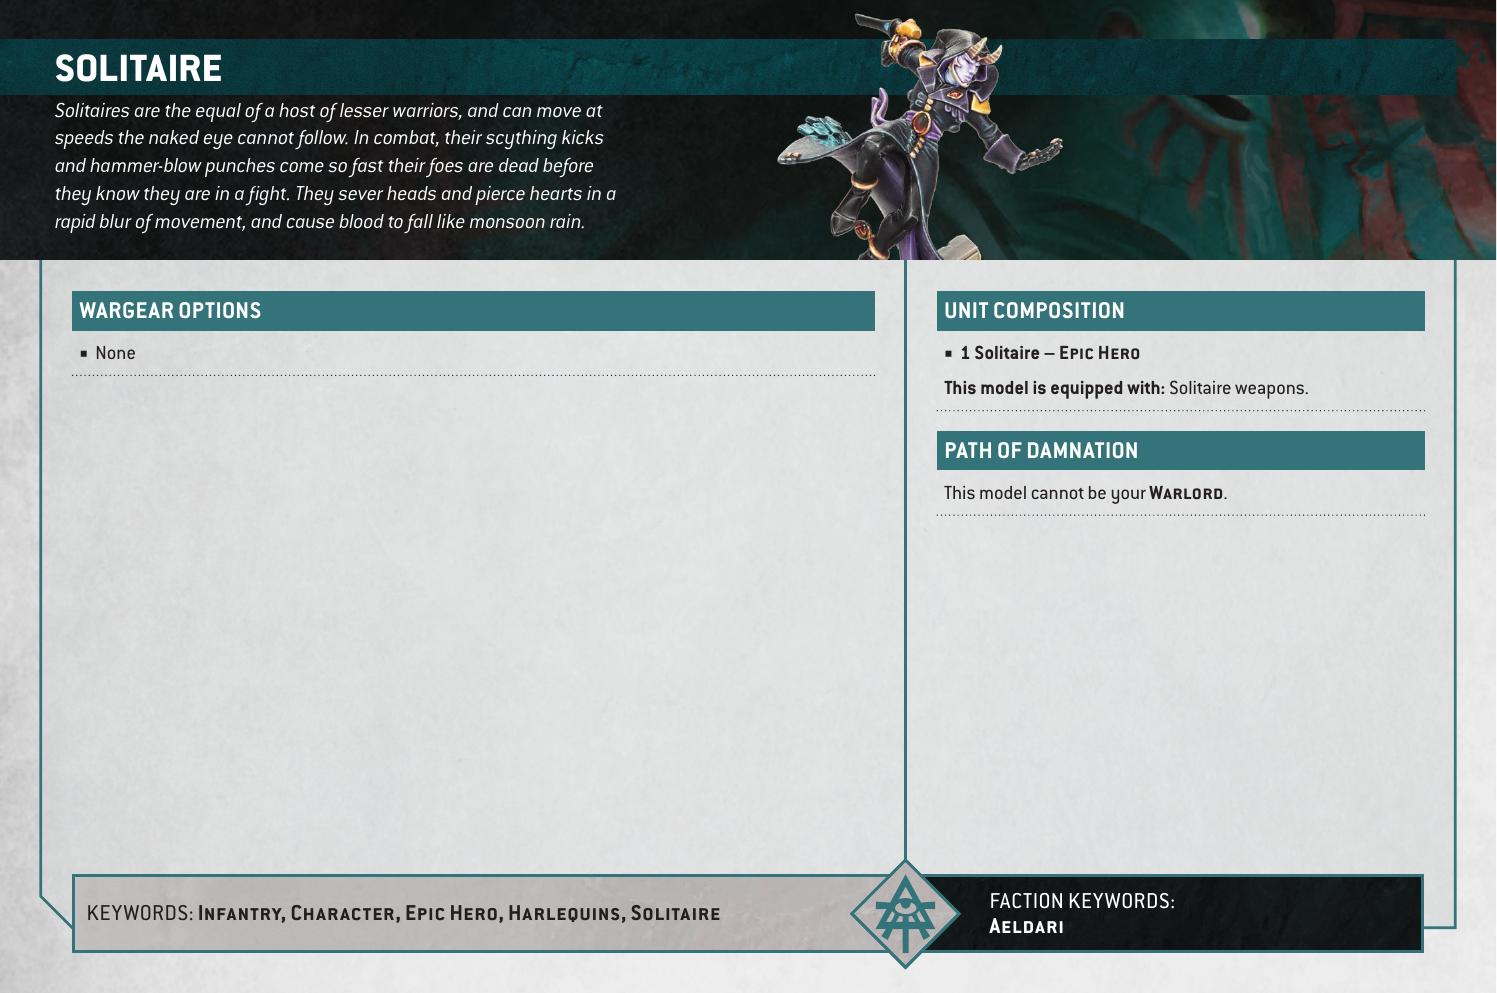 SOLITAIRE
Solitaires are the equal of a host of lesser warriors, and can move at
speeds the naked eye cannot follow. In combat, their scything kicks
and hammer-blow punches come so fast their foes are dead before
they know they are in a fight. They sever heads and pierce hearts in a
rapid blur of movement, and cause blood to fall like monsoon rain.
WARGEAR OPTIONS
▪ None
UNIT COMPOSITION
▪ 1 Solitaire – EPIC HERO
This model is equipped with: Solitaire weapons.
PATH OF DAMNATION
This model cannot be your WARLORD.
KEYWORDS: INFANTRY, CHARACTER, EPIC HERO, HARLEQUINS, SOLITAIRE
FACTION KEYWORDS:
AELDARI